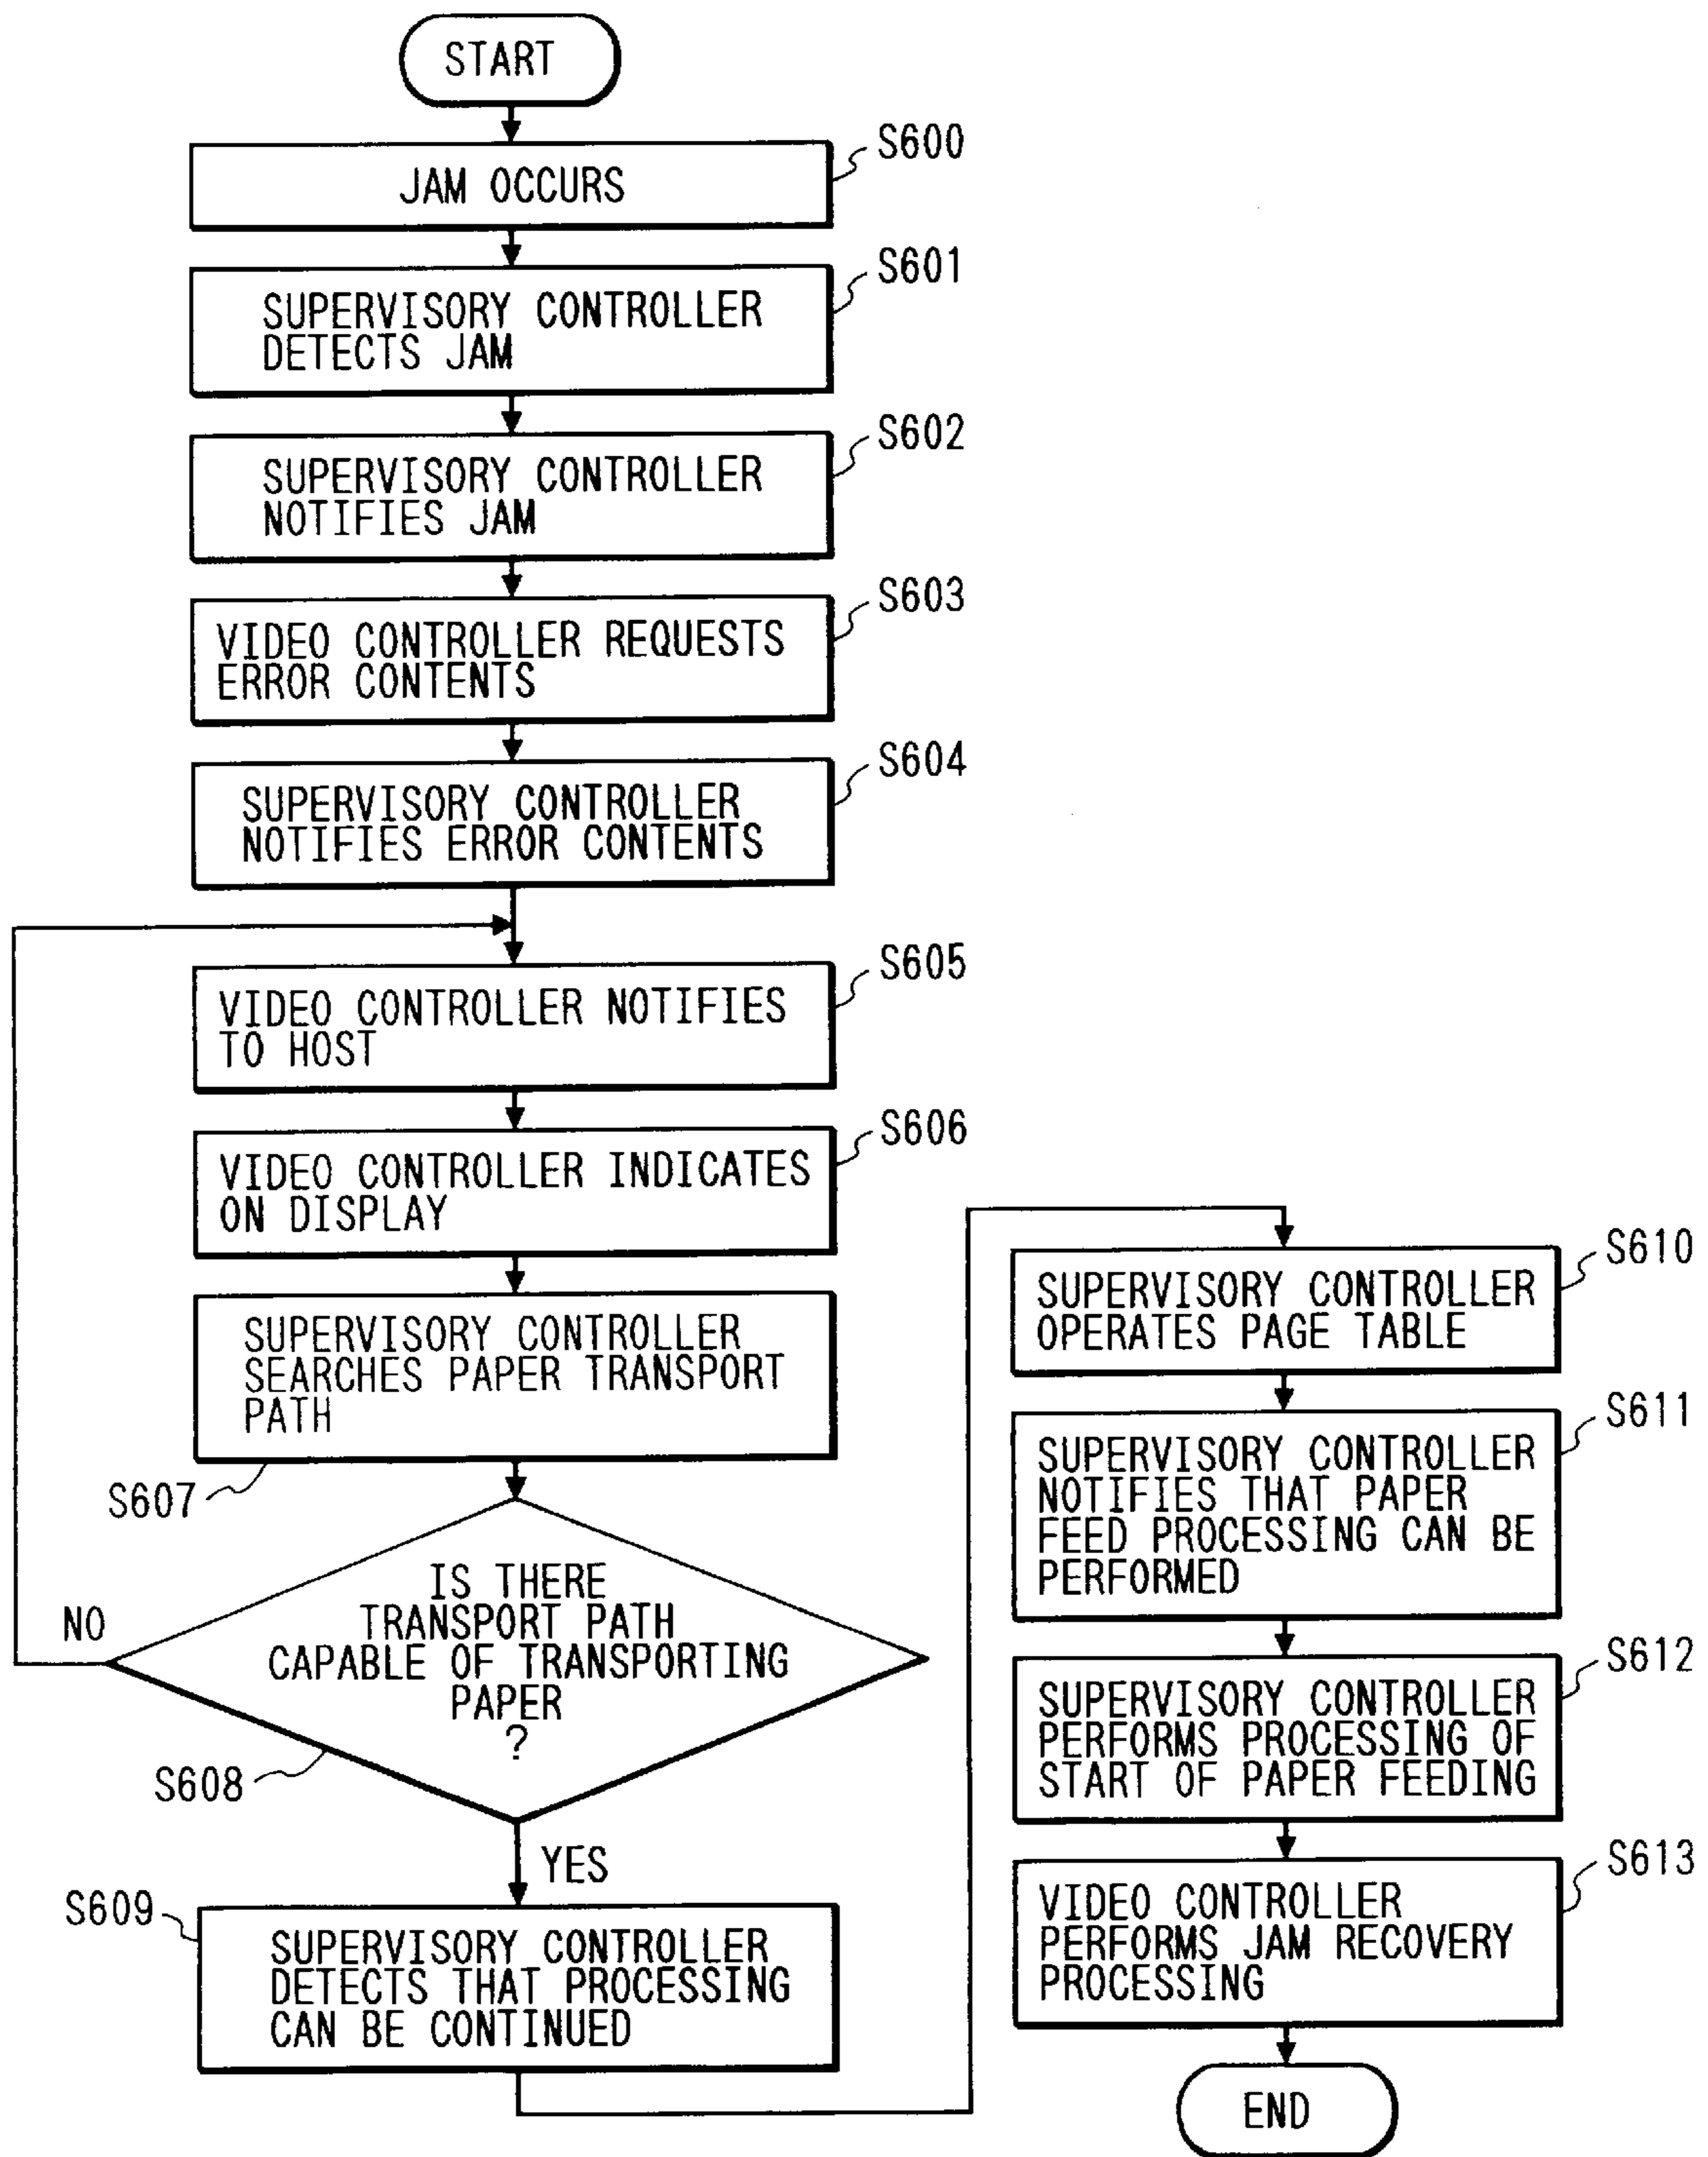 START
JAM OCCURS
S600
SUPERVISORY CONTROLLER
DETECTS JAM
S601
SUPERVISORY CONTROLLER
NOTIFIES JAM
S602
VIDEO CONTROLLER REQUESTS
ERROR CONTENTS
S603
SUPERVISORY CONTROLLER
NOTIFIES ERROR CONTENTS
S604
VIDEO CONTROLLER NOTIFIES
TO HOST
S605
VIDEO CONTROLLER INDICATES
ON DISPLAY
S606
SUPERVISORY CONTROLLER
SEARCHES PAPER TRANSPORT
PATH
S607
IS THERE
TRANSPORT PATH
CAPABLE OF TRANSPORTING
PAPER
?
NO
S608
YES
S609
SUPERVISORY CONTROLLER
DETECTS THAT PROCESSING
CAN BE CONTINUED
S610
SUPERVISORY CONTROLLER
OPERATES PAGE TABLE
S611
SUPERVISORY CONTROLLER
NOTIFIES THAT PAPER
FEED PROCESSING CAN BE
PERFORMED
S612
SUPERVISORY CONTROLLER
PERFORMS PROCESSING OF
START OF PAPER FEEDING
S613
VIDEO CONTROLLER
PERFORMS JAM RECOVERY
PROCESSING
END